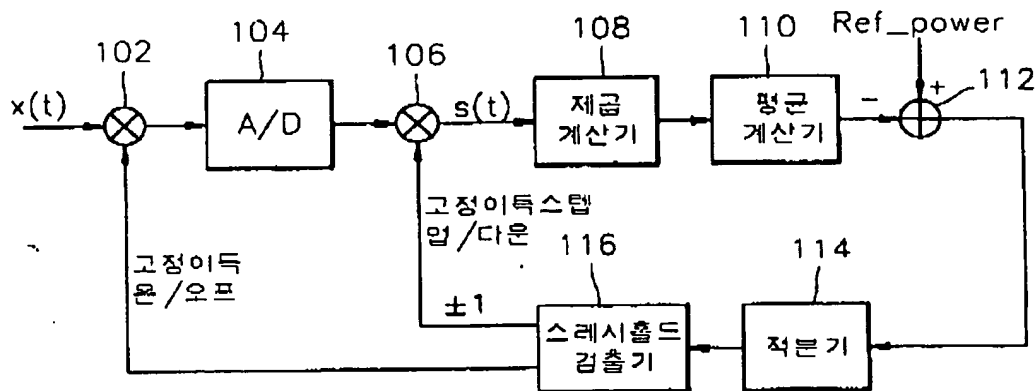 Ref_power
102
104
106
108
110
112
x(t)
A/D
s(t)
제곱
계산기
평균
계산기
-
+
고정이득스텝
업/다운
고정이득
온/오프
±1
116
114
스레시홀드
검출기
적분기